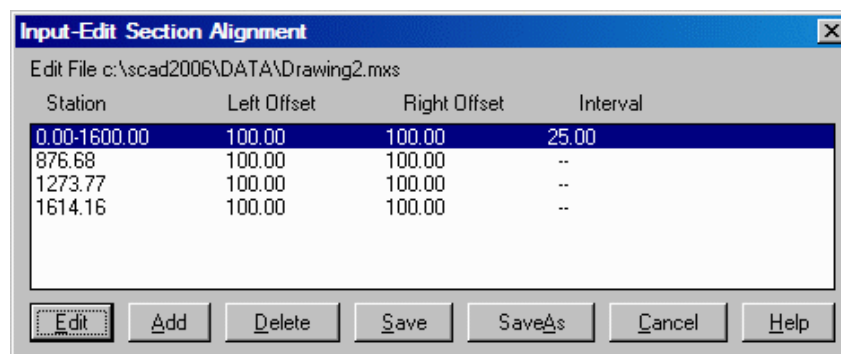 Input-Edit Section Alignment
Edit File c:\scad2006\DATA\Drawing2.mxs
Station Left Offset Right Offset Interval
0.00-1600.00 100.00 100.00 25.00
876.68 100.00 100.00 --
1273.77 100.00 100.00 --
1614.16 100.00 100.00 --
Edit Add Delete Save SaveAs Cancel Help